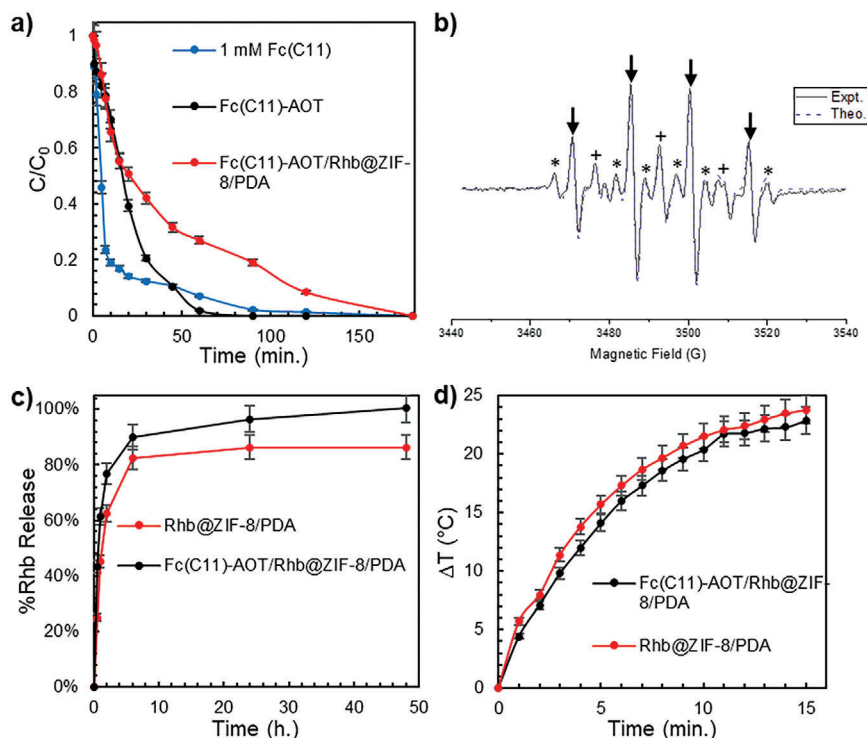 a)
1
0.8
0.6
0.4
0.2
0
0 50 100 150
C/C0
Time (min.)
1 mM Fc(C11)
Fc(C11)-AOT
Fc(C11)-AOT/Rhb@ZIF-
8/PDA
b)
Expt.
Theo.
* + * * + * * + *
3440 3460 3480 3500 3520 3540
Magnetic Field (G)
c)
100%
80%
60%
40%
20%
0%
0 10 20 30 40 50
%Rhb Release
Time (h.)
Rhb@ZIF-8/PDA
Fc(C11)-AOT/Rhb@ZIF-8/PDA
d)
25
20
15
10
5
0
0 5 10 15
ΔT (°C)
Time (min.)
Fc(C11)-AOT/Rhb@ZIF-
8/PDA
Rhb@ZIF-8/PDA